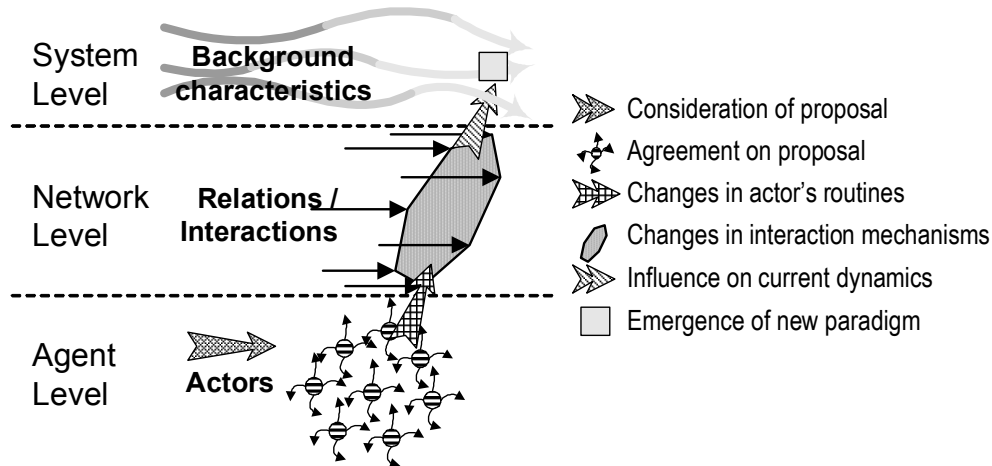 System
Level
Background
characteristics
Network
Level
Relations /
Interactions
Agent
Level
Actors
Consideration of proposal
Agreement on proposal
Changes in actor's routines
Changes in interaction mechanisms
Influence on current dynamics
Emergence of new paradigm